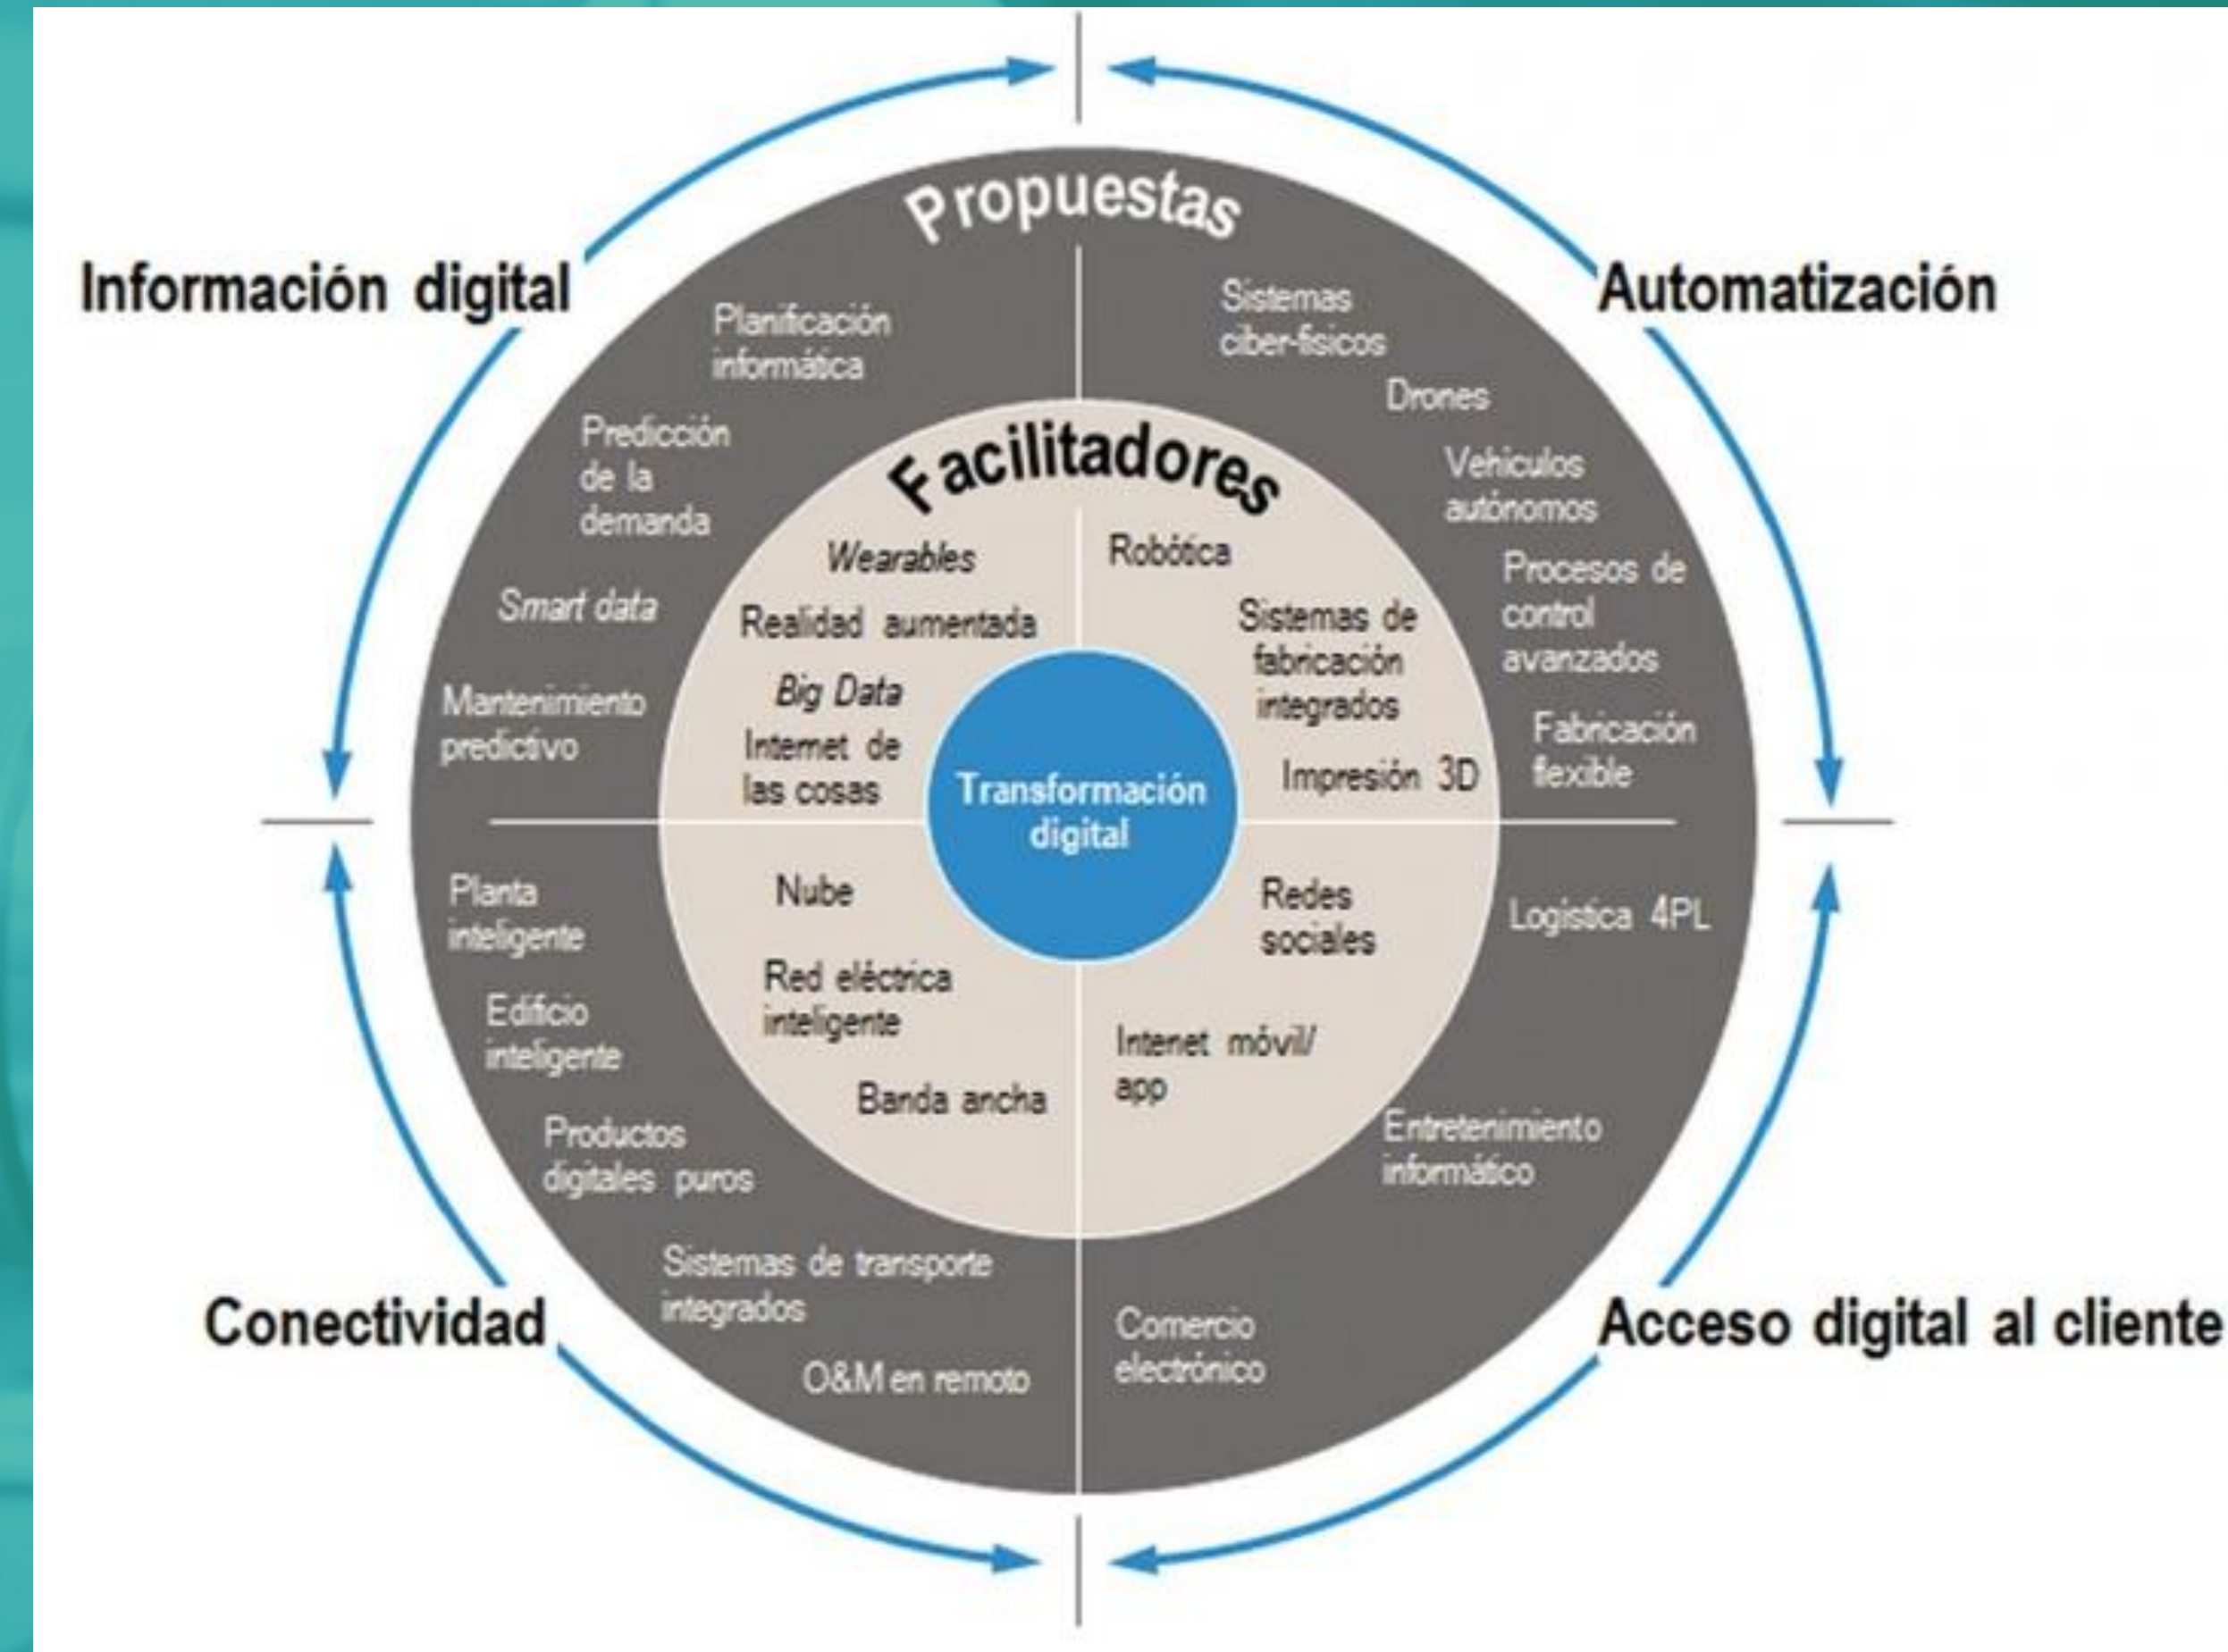 Propuestas
Información digital
Automatización
Planificación
informática
Predicción
de la
demanda
Smart data
Mantenimiento
predictivo
Sistemas
ciber-físicos
Drones
Vehículos
autónomos
Procesos de
control
avanzados
Fabricación
flexible
Facilitadores
Wearables
Realidad aumentada
Big Data
Internet de
las cosas
Robótica
Sistemas de
fabricación
integrados
Impresión 3D
Transformación
digital
Nube
Red eléctrica
inteligente
Banda ancha
Redes
sociales
Intenet móvil/
app
Planta
inteligente
Edificio
inteligente
Productos
digitales puros
Sistemas de transporte
integrados
O&M en remoto
Logística 4PL
Entretenimiento
informático
Comercio
electrónico
Conectividad
Acceso digital al cliente